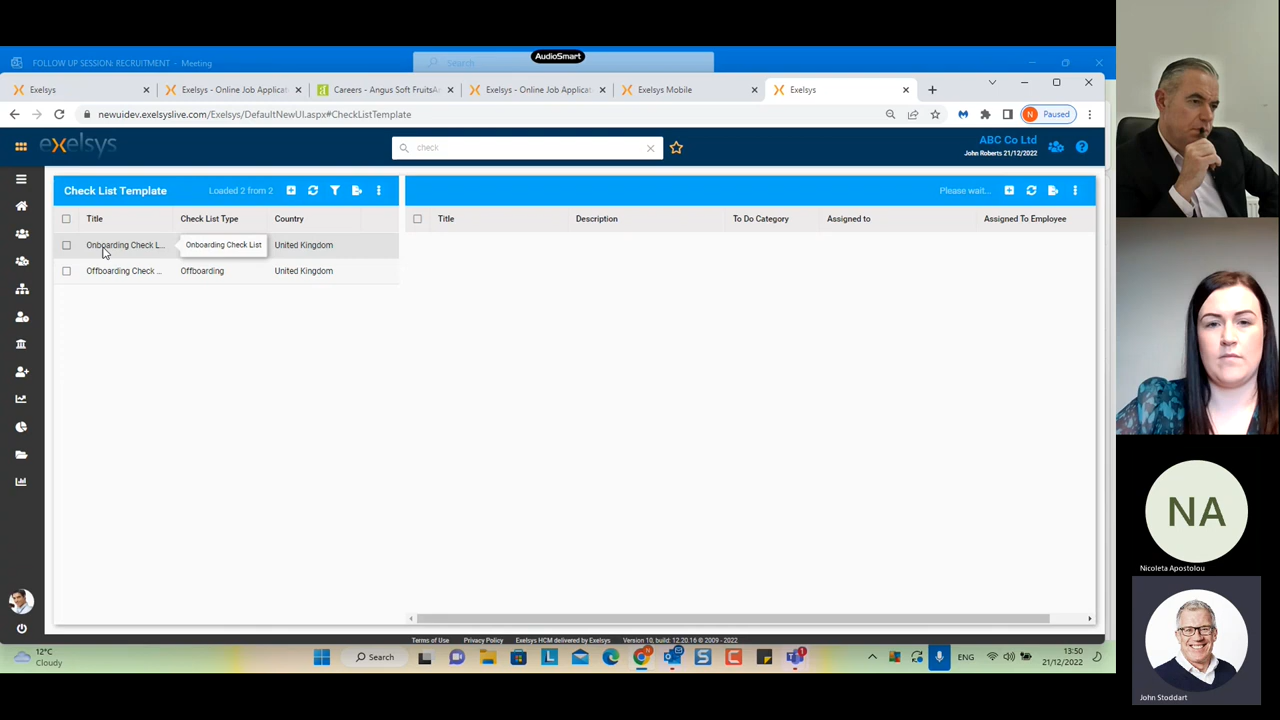 AudioSmart
FOLLOW UP SESSION: RECRUITMENT - Meeting
Search
Exelsys
Exelsys - Online Job Applicat
Careers - Angus Soft FruitsA
Exelsys - Online Job Applicat
Exelsys Mobile
Exelsys
newuidev.exelsyslive.com/Exelsys/DefaultNewUI.aspx#CheckListTemplate
N Paused
exelsys
check
ABC Co Ltd
John Roberts 21/12/2022
Check List Template
Loaded 2 from 2
Please wait...
Title Check List Type Country
Title Description To Do Category Assigned to Assigned To Employee
Onboarding Check L... Onboarding Check List United Kingdom
Offboarding Check ... Offboarding United Kingdom
Terms of Use Privacy Policy Exelsys HCM delivered by Exelsys Version 10, build: 12.20.16 © 2009 - 2022
12°C
Cloudy
Search
ENG
13:50
21/12/2022
NA
Nicoleta Apostolou
John Stoddart